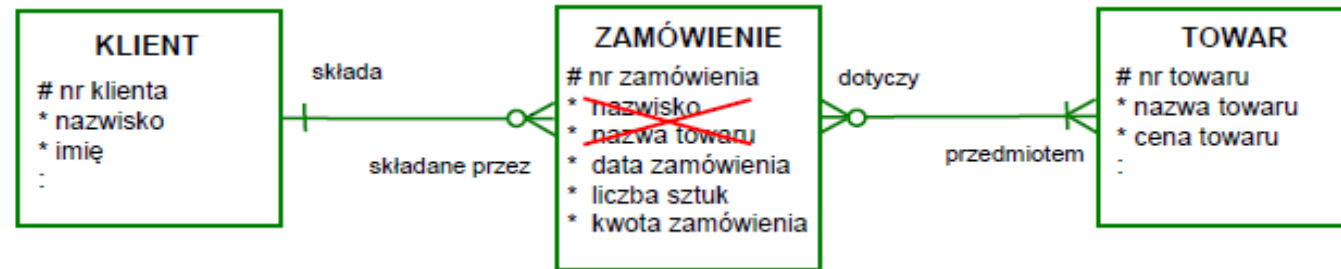 KLIENT
# nr klienta
* nazwisko
* imię
:
składa
składane przez
ZAMÓWIENIE
# nr zamówienia
* nazwisko
* nazwa towaru
* data zamówienia
* liczba sztuk
* kwota zamówienia
dotyczy
przedmiotem
TOWAR
# nr towaru
* nazwa towaru
* cena towaru
: